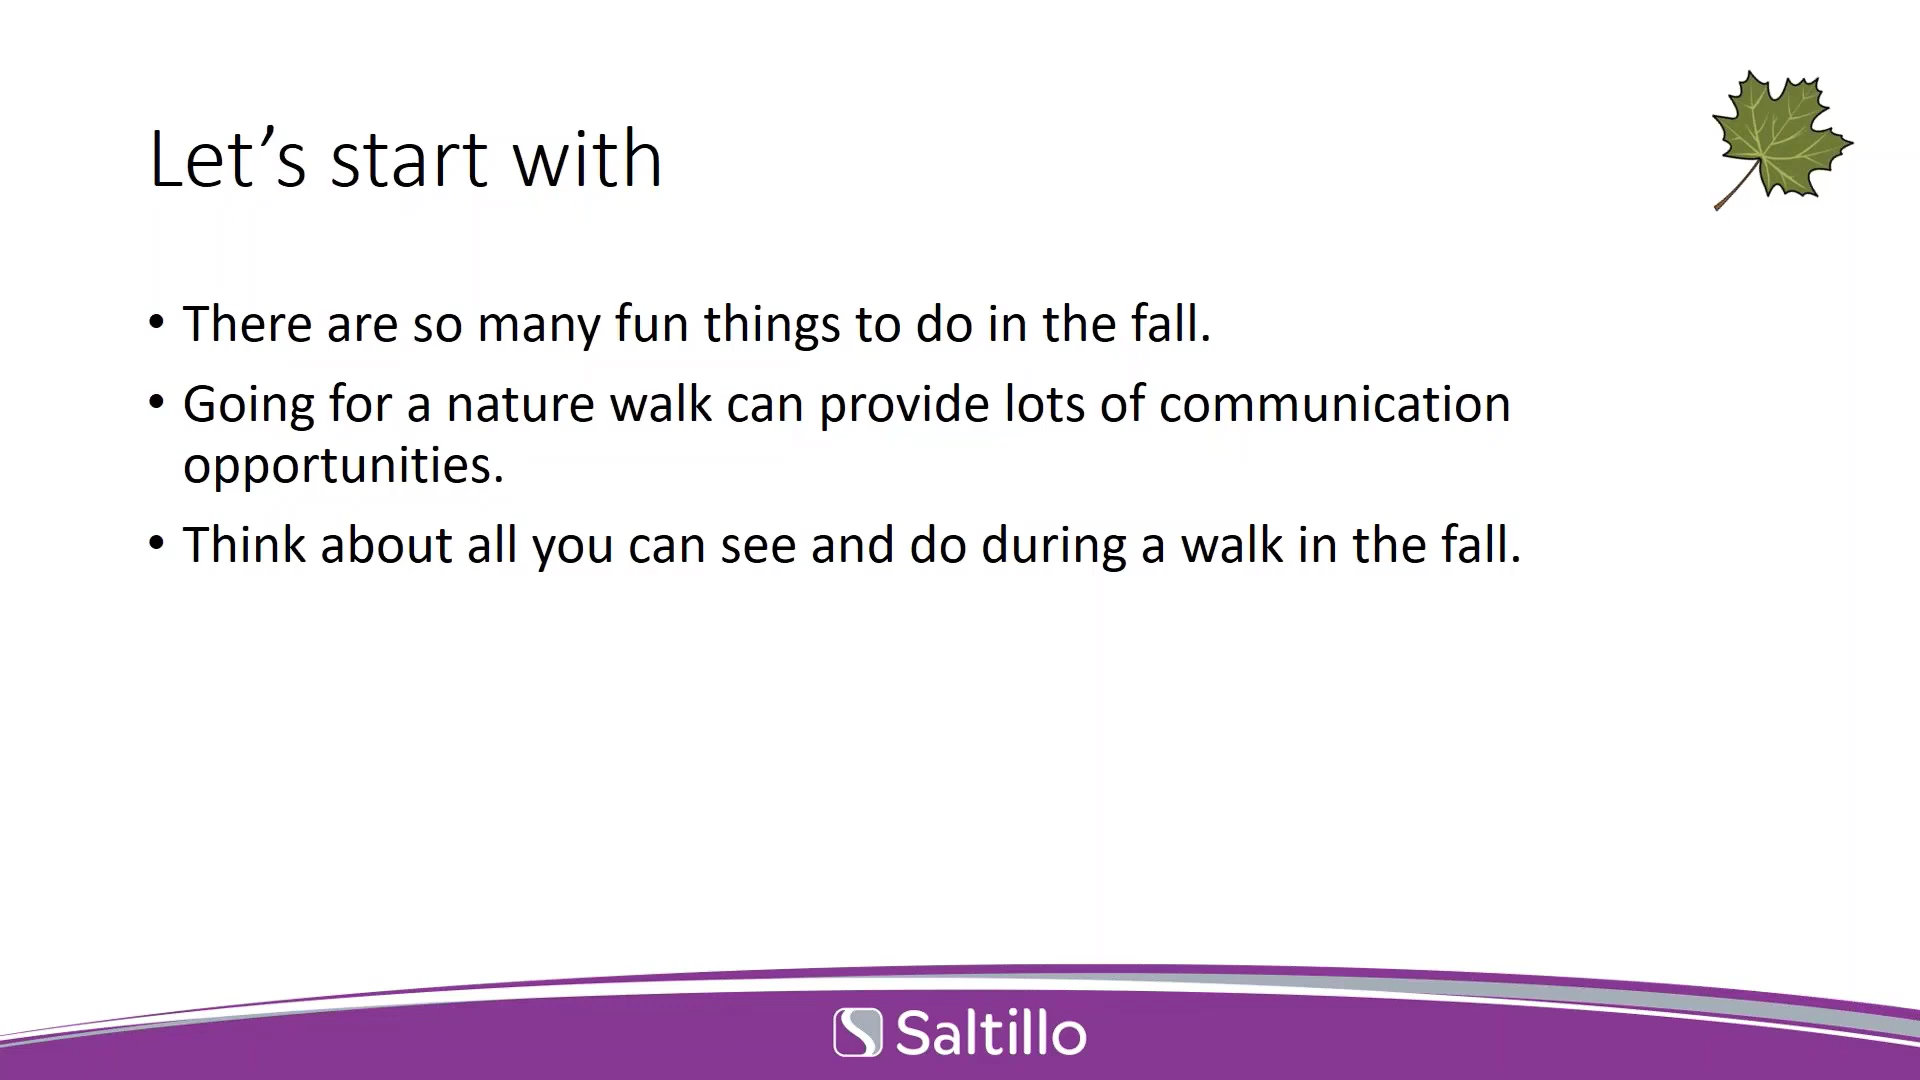 Let’s start with
• There are so many fun things to do in the fall.
• Going for a nature walk can provide lots of communication
opportunities.
• Think about all you can see and do during a walk in the fall.
Saltillo